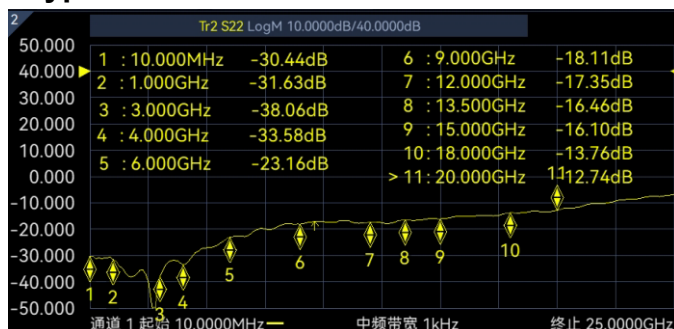 2
Tr2 S22 LogM 10.0000dB/40.0000dB
50.000
40.000
30.000
20.000
10.000
0.000
-10.000
-20.000
-30.000
-40.000
-50.000
1 : 10.000MHz -30.44dB
2 : 1.000GHz -31.63dB
3 : 3.000GHz -38.06dB
4 : 4.000GHz -33.58dB
5 : 6.000GHz -23.16dB
6 : 9.000GHz -18.11dB
7 : 12.000GHz -17.35dB
8 : 13.500GHz -16.46dB
9 : 15.000GHz -16.10dB
10: 18.000GHz -13.76dB
> 11: 20.000GHz -12.74dB
11
1
2
3
4
5
6
7
8
9
10
通道 1 起始 10.0000MHz
中频带宽 1kHz
终止 25.0000GHz